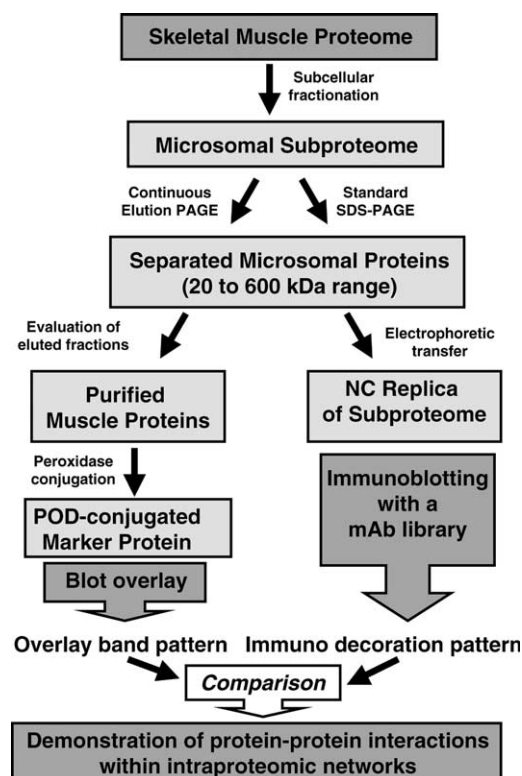 Skeletal Muscle Proteome
Subcellular
fractionation
Microsomal Subproteome
Continuous
Elution PAGE
Standard
SDS-PAGE
Separated Microsomal Proteins
(20 to 600 kDa range)
Evaluation of
eluted fractions
Electrophoretic
transfer
Purified
Muscle Proteins
NC Replica
of Subproteome
Peroxidase
conjugation
POD-conjugated
Marker Protein
Immunoblotting
with a
mAb library
Blot overlay
Overlay band pattern
Immuno decoration pattern
Comparison
Demonstration of protein-protein interactions
within intraproteomic networks